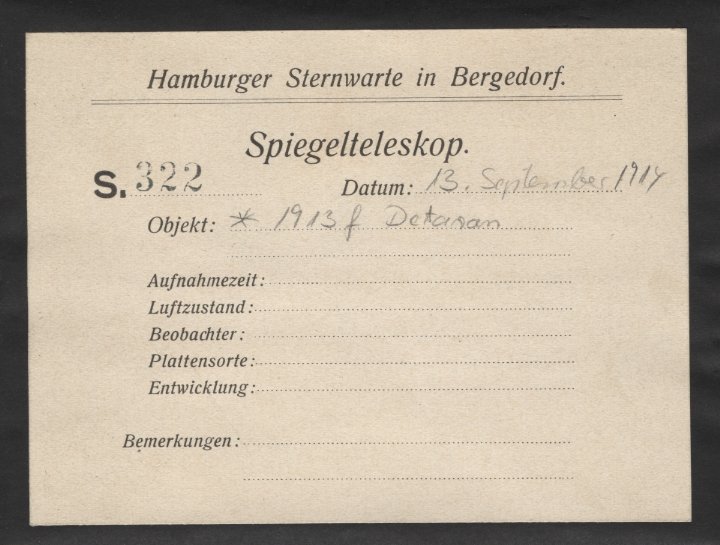 Hamburger Sternwarte in Bergedorf.
Spiegelteleskop.
S. 322 Datum: 13. September 1914
Objekt: * 1913 f Delavan
Aufnahmezeit:
Luftzustand:
Beobachter:
Plattensorte:
Entwicklung:
Bemerkungen: